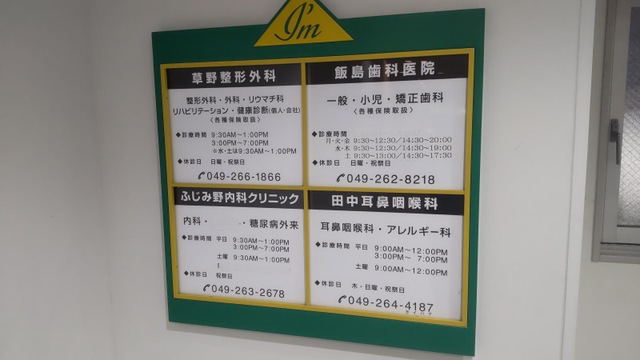 I'm
草野整形外科
整形外科・外科・リウマチ科
リハビリテーション・健康診断(個人・会社)
〈各種保険取扱〉
◆診療時間 9:30AM〜1:00PM
3:00PM〜7:00PM
※水・土は9:30AM〜1:00PM
◆休診日 日曜・祝祭日
049-266-1866
飯島歯科医院
一般・小児・矯正歯科
〈各種保険取扱〉
◆診療時間
月・火・金 9:30〜12:30/14:30〜20:00
水・木 9:30〜12:30/14:30〜19:00
土 9:30〜13:00/14:30〜17:30
◆休診日 日曜・祝祭日
049-262-8218
ふじみ野内科クリニック
内科・ ・糖尿病外来
◆診療時間 平日 9:30AM〜1:00PM
3:00PM〜7:00PM
土曜 9:30AM〜1:00PM
◆休診日 祝祭日
049-263-2678
田中耳鼻咽喉科
耳鼻咽喉科・アレルギー科
◆診療時間 平日 9:00AM〜12:00PM
3:00PM〜 7:00PM
土曜 9:00AM〜12:00PM
◆休診日 木・日曜・祝祭日
049-264-4187